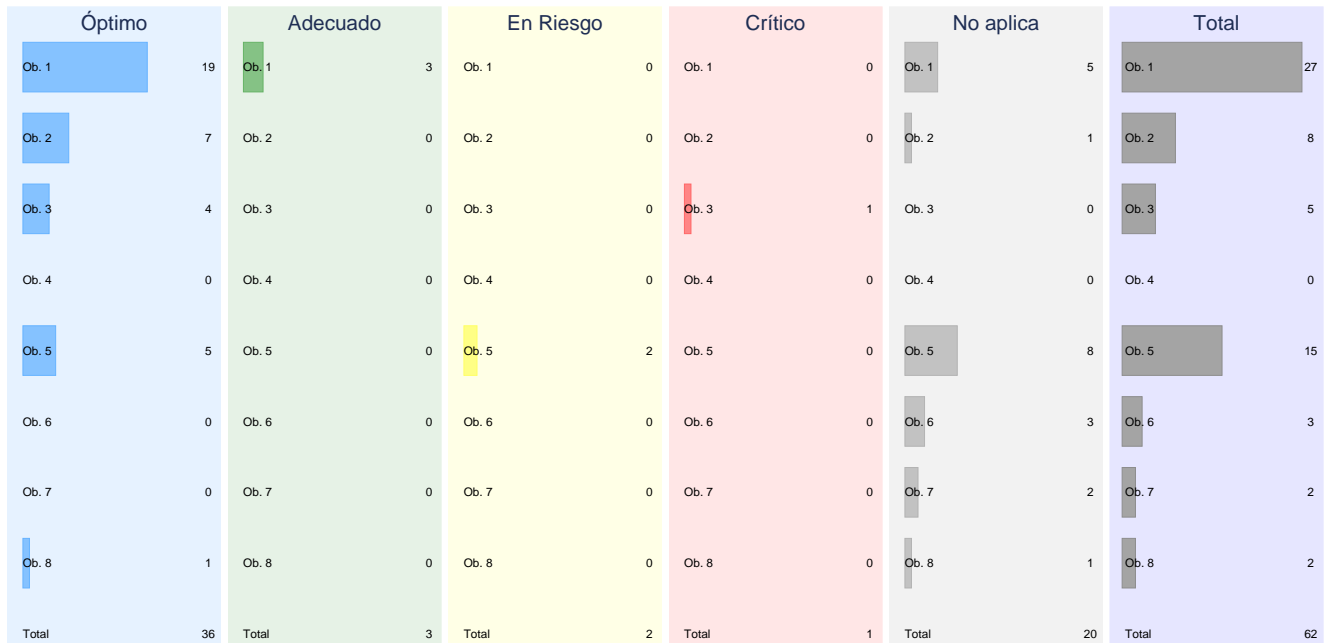 Óptimo Adecuado En Riesgo Crítico No aplica Total
Ob. 1 19 Ob. 1 3 Ob. 1 0 Ob. 1 0 Ob. 1 5 Ob. 1 27
Ob. 2 7 Ob. 2 0 Ob. 2 0 Ob. 2 0 Ob. 2 1 Ob. 2 8
Ob. 3 4 Ob. 3 0 Ob. 3 0 Ob. 3 1 Ob. 3 0 Ob. 3 5
Ob. 4 0 Ob. 4 0 Ob. 4 0 Ob. 4 0 Ob. 4 0 Ob. 4 0
Ob. 5 5 Ob. 5 0 Ob. 5 2 Ob. 5 0 Ob. 5 8 Ob. 5 15
Ob. 6 0 Ob. 6 0 Ob. 6 0 Ob. 6 0 Ob. 6 3 Ob. 6 3
Ob. 7 0 Ob. 7 0 Ob. 7 0 Ob. 7 0 Ob. 7 2 Ob. 7 2
Ob. 8 1 Ob. 8 0 Ob. 8 0 Ob. 8 0 Ob. 8 1 Ob. 8 2
Total 36 Total 3 Total 2 Total 1 Total 20 Total 62